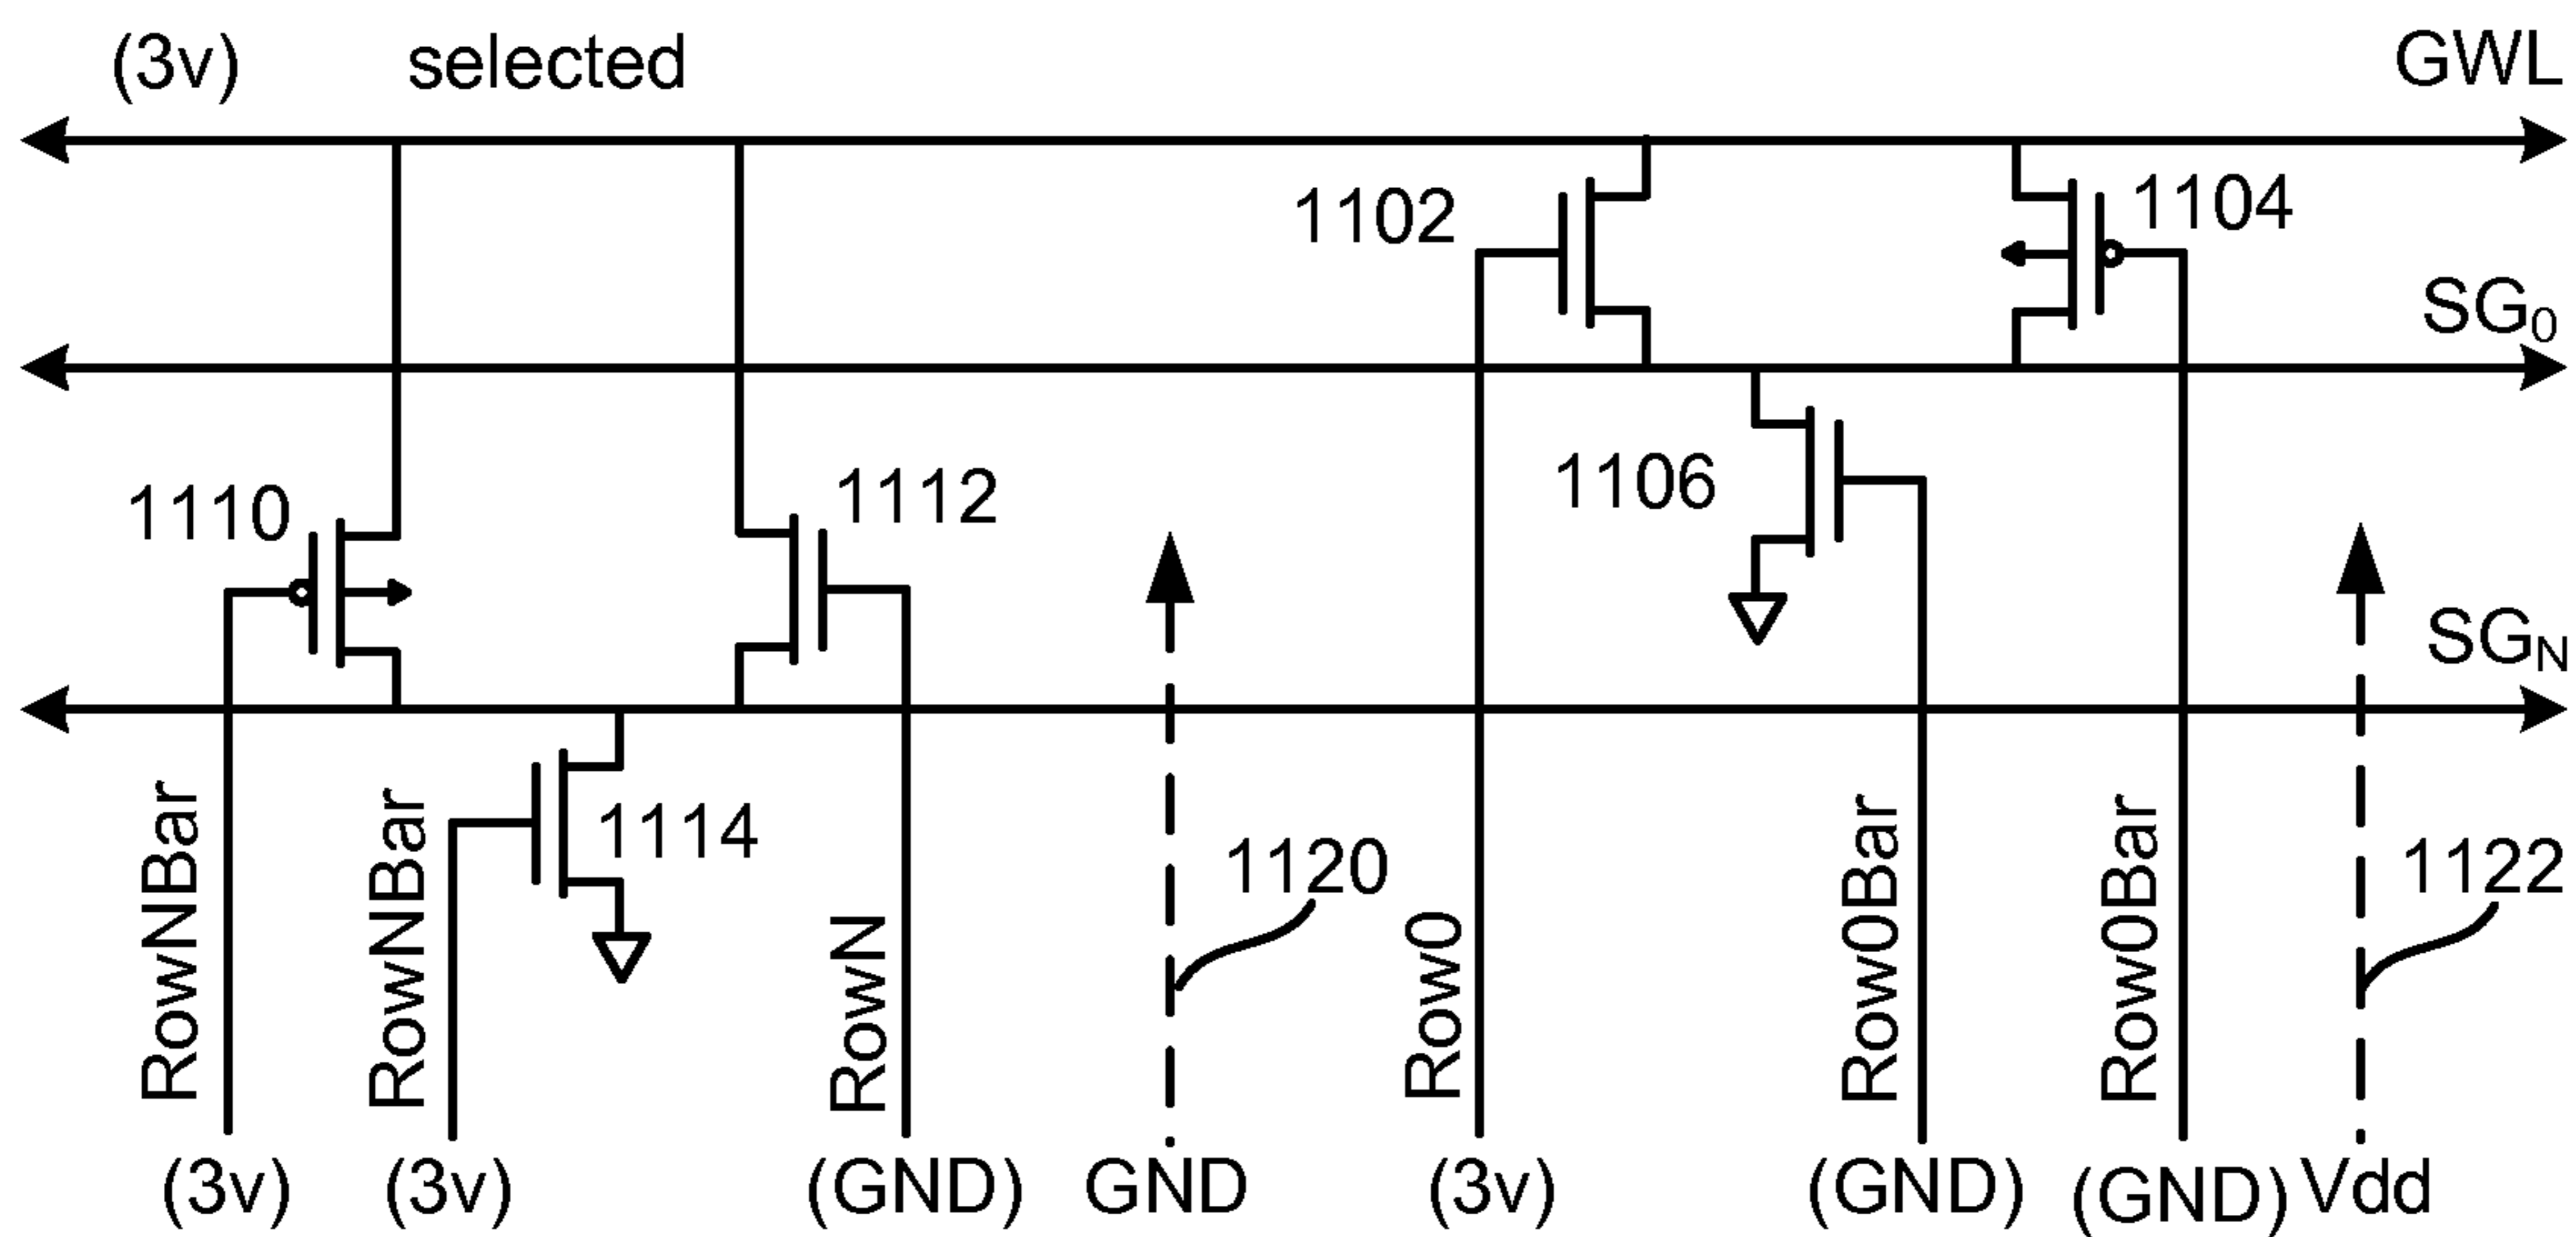 (3v) selected GWL
1102 1104
SG0
1110 1112 1106
SGN
1114 1120 1122
RowNBar RowNBar RowN Row0 Row0Bar Row0Bar
(3v) (3v) (GND) GND (3v) (GND) (GND) Vdd